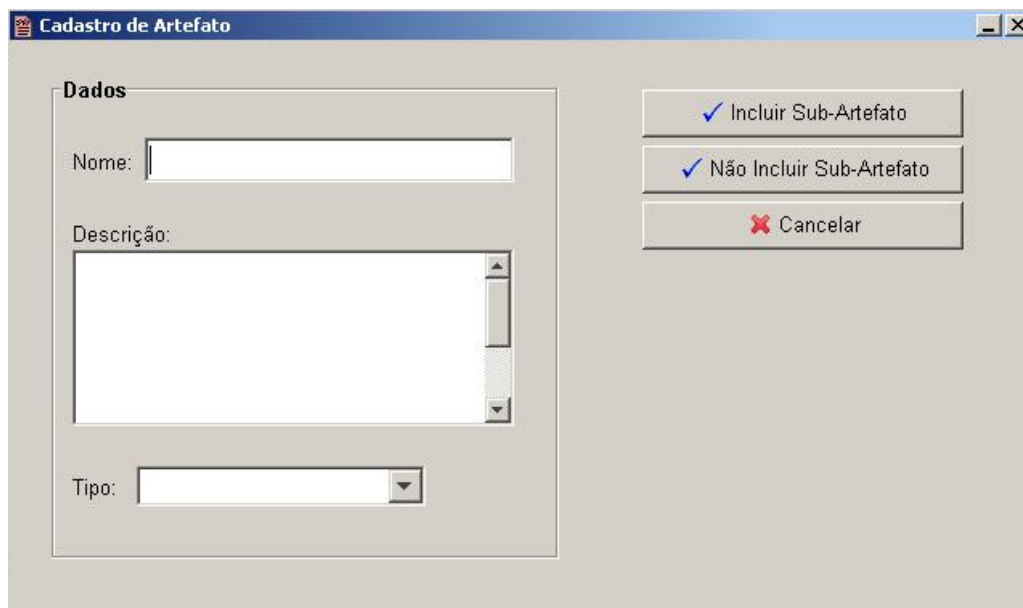 Cadastro de Artefato
Dados
Nome:
Descrição:
Tipo:
Incluir Sub-Artefato
Não Incluir Sub-Artefato
Cancelar